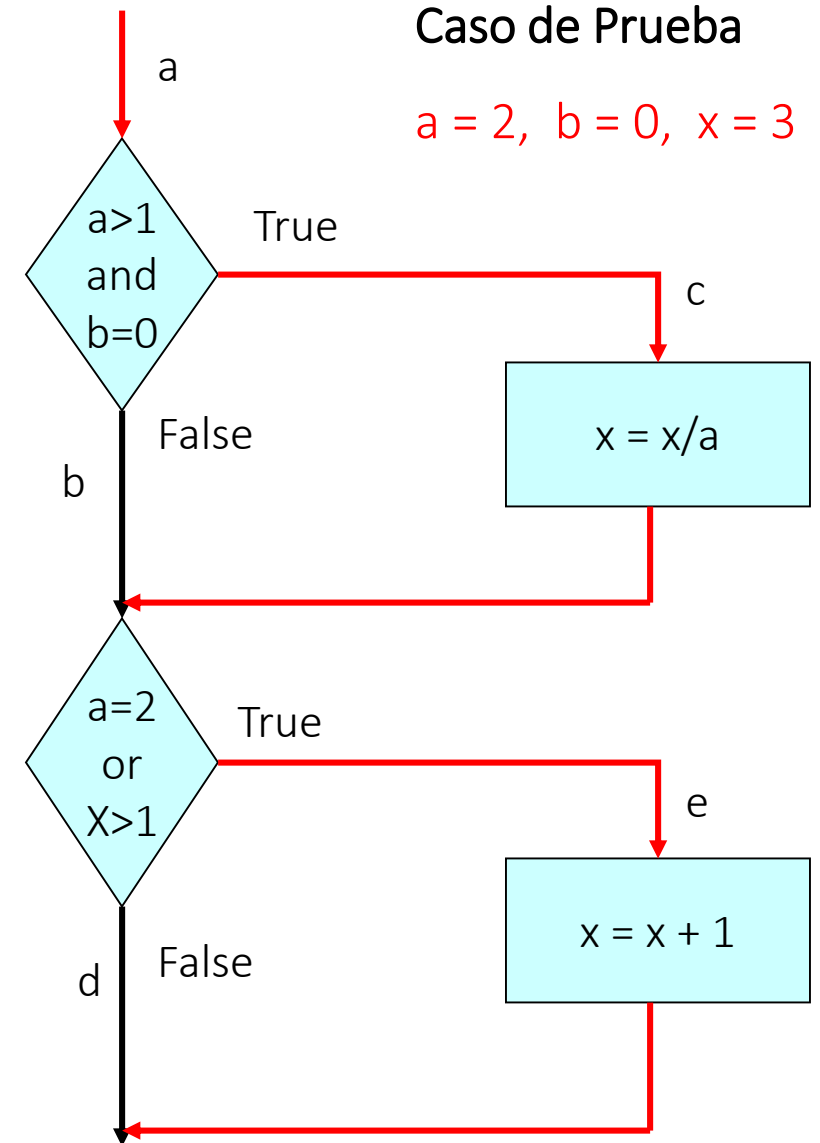 Caso de Prueba
a = 2, b = 0, x = 3
a
a>1
and
b=0
True
c
x = x/a
False
b
a=2
or
X>1
True
e
x = x + 1
False
d